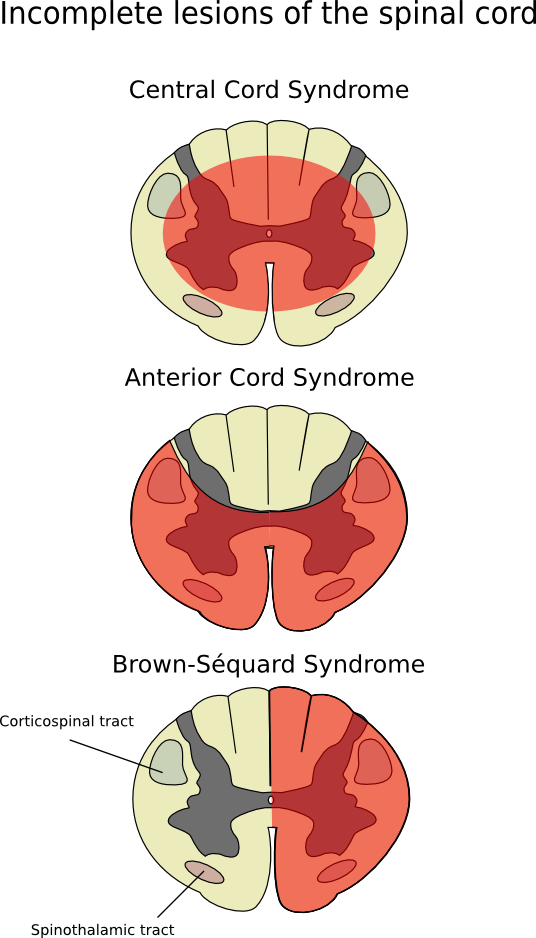 Incomplete lesions of the spinal cord
Central Cord Syndrome
Anterior Cord Syndrome
Brown-Séquard Syndrome
Corticospinal tract
Spinothalamic tract